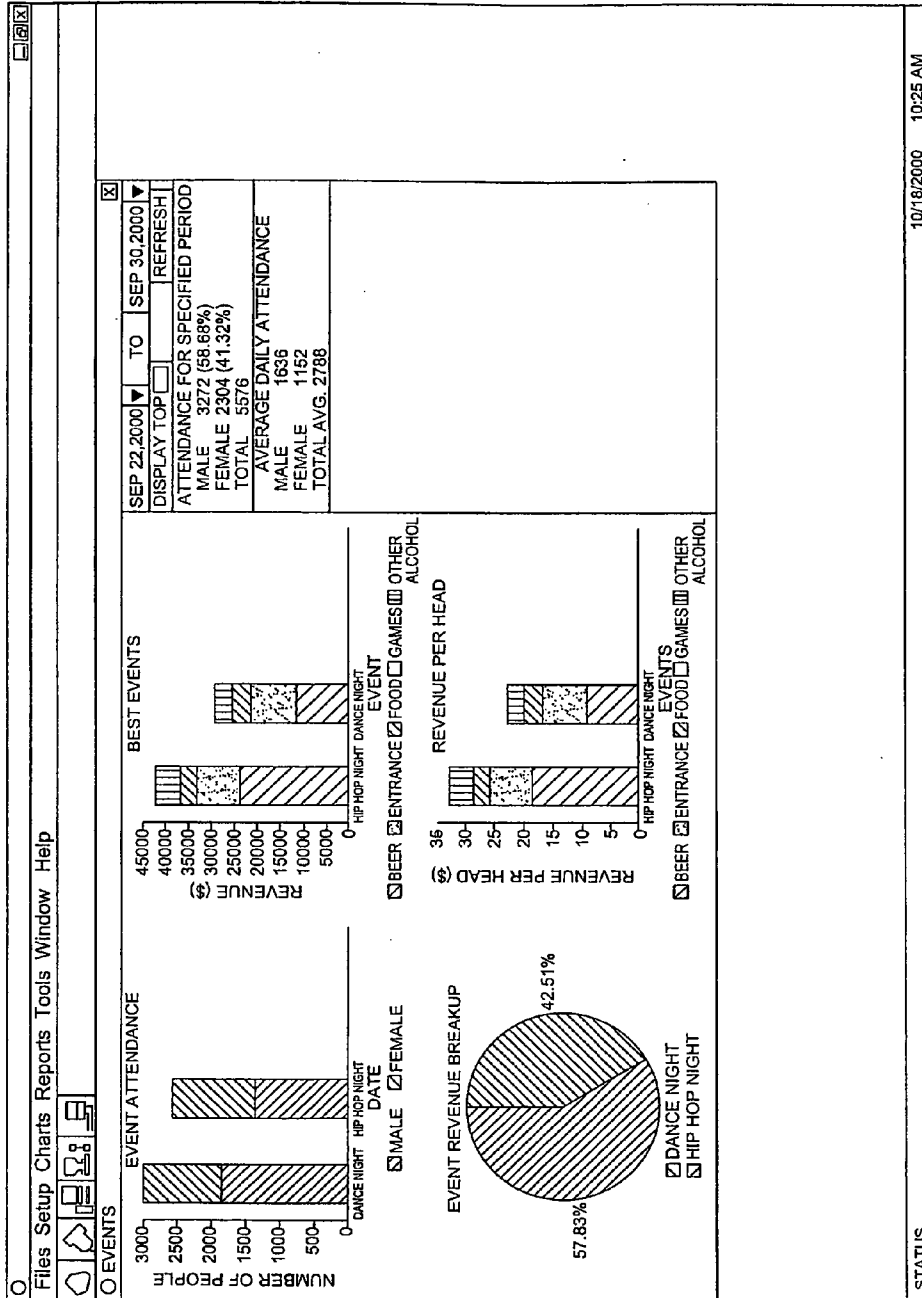 Files Setup Charts Reports Tools Window Help
EVENTS
EVENT ATTENDANCE
NUMBER OF PEOPLE
3000
2500
2000
1500
1000
500
0
DANCE NIGHT HIP HOP NIGHT
DATE
MALE FEMALE
BEST EVENTS
REVENUE ($)
45000
40000
35000
30000
25000
20000
15000
10000
5000
0
HIP HOP NIGHT DANCE NIGHT
EVENT
BEER ENTRANCE FOOD GAMES OTHER
ALCOHOL
SEP 22,2000 TO SEP 30,2000
DISPLAY TOP REFRESH
ATTENDANCE FOR SPECIFIED PERIOD
MALE 3272 (58.68%)
FEMALE 2304 (41.32%)
TOTAL 5576
AVERAGE DAILY ATTENDANCE
MALE 1636
FEMALE 1152
TOTAL AVG. 2788
EVENT REVENUE BREAKUP
42.51%
57.83%
DANCE NIGHT
HIP HOP NIGHT
REVENUE PER HEAD
REVENUE PER HEAD ($)
36
30
25
20
15
10
5
0
HIP HOP NIGHT DANCE NIGHT
EVENTS
BEER ENTRANCE FOOD GAMES OTHER
ALCOHOL
STATUS 10/18/2000 10:25 AM